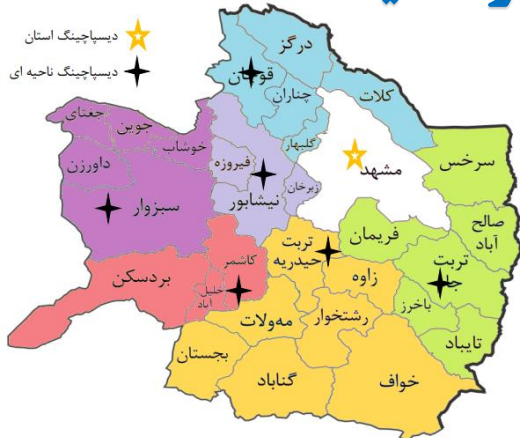 دیسپاچینگ استان
دیسپاچینگ ناحیه ای
درگز
قوچان
چناران
کلات
گلبهار
جغتای
جوین
خوشاب
داورزن
سبزوار
فیروزه
نیشابور
زبرخان
مشهد
سرخس
صالح
آباد
فریمان
تربت
جام
باخرز
تایباد
تربت
حیدریه
زاوه
رشتخوار
مه‌ولات
کاشمر
خلیل
آباد
بردسکن
بجستان
گناباد
خواف